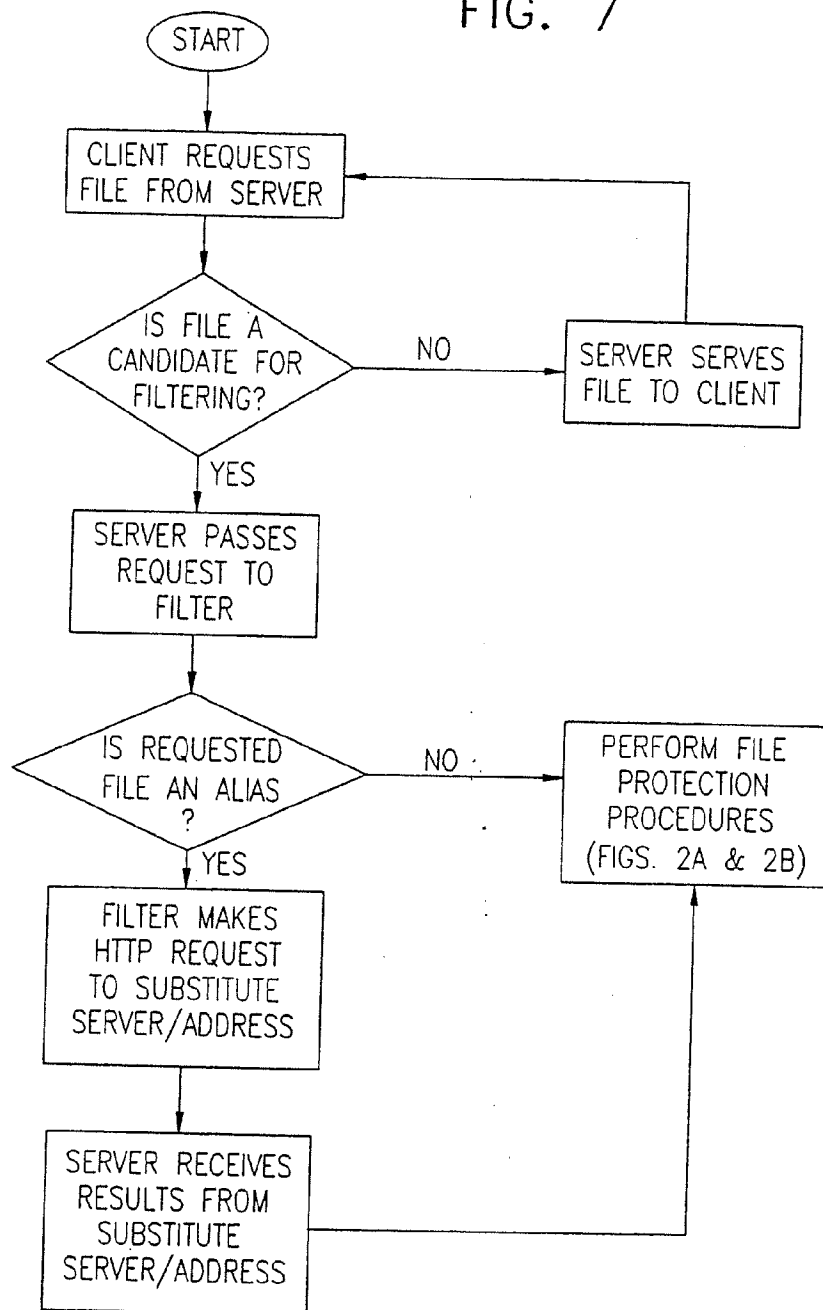 FIG. 7
START
CLIENT REQUESTS
FILE FROM SERVER
IS FILE A
CANDIDATE FOR
FILTERING?
NO
SERVER SERVES
FILE TO CLIENT
YES
SERVER PASSES
REQUEST TO
FILTER
IS REQUESTED
FILE AN ALIAS
?
NO
PERFORM FILE
PROTECTION
PROCEDURES
(FIGS. 2A & 2B)
YES
FILTER MAKES
HTTP REQUEST
TO SUBSTITUTE
SERVER/ADDRESS
SERVER RECEIVES
RESULTS FROM
SUBSTITUTE
SERVER/ADDRESS